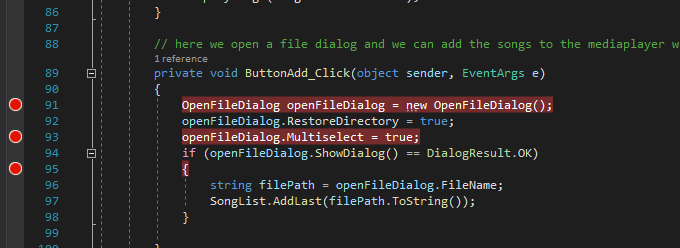 86 }
87
88 // here we open a file dialog and we can add the songs to the mediaplayer w
1 reference
89 private void ButtonAdd_Click(object sender, EventArgs e)
90 {
91 OpenFileDialog openFileDialog = new OpenFileDialog();
92 openFileDialog.RestoreDirectory = true;
93 openFileDialog.Multiselect = true;
94 if (openFileDialog.ShowDialog() == DialogResult.OK)
95 {
96 string filePath = openFileDialog.FileName;
97 SongList.AddLast(filePath.ToString());
98 }
99